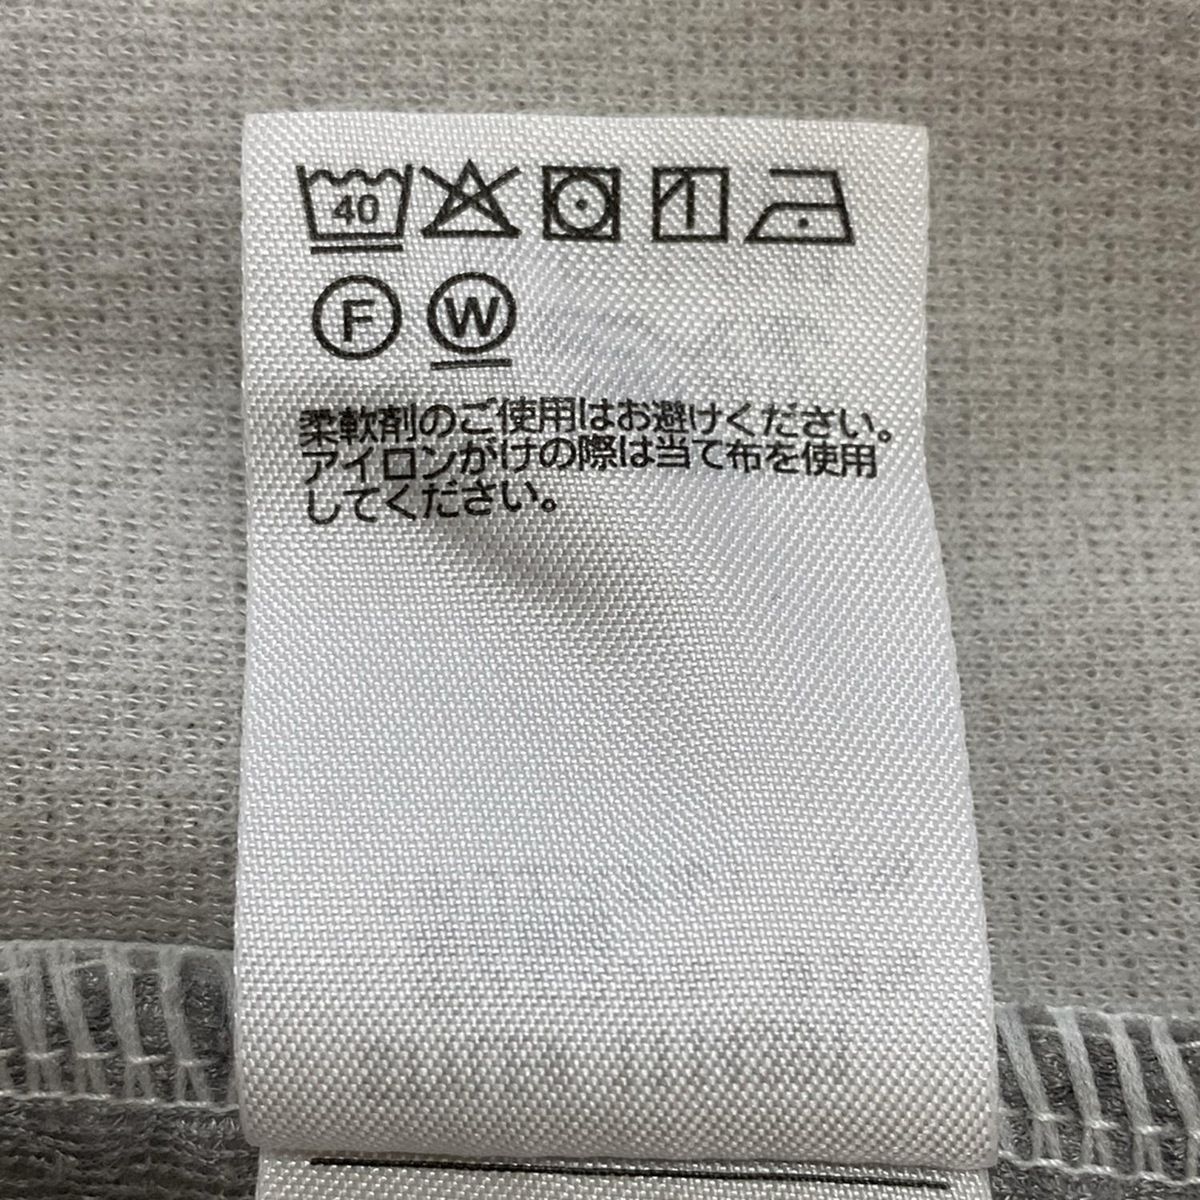 40
F W
柔軟剤のご使用はお避けください。
アイロンがけの際は当て布を使用
してください。